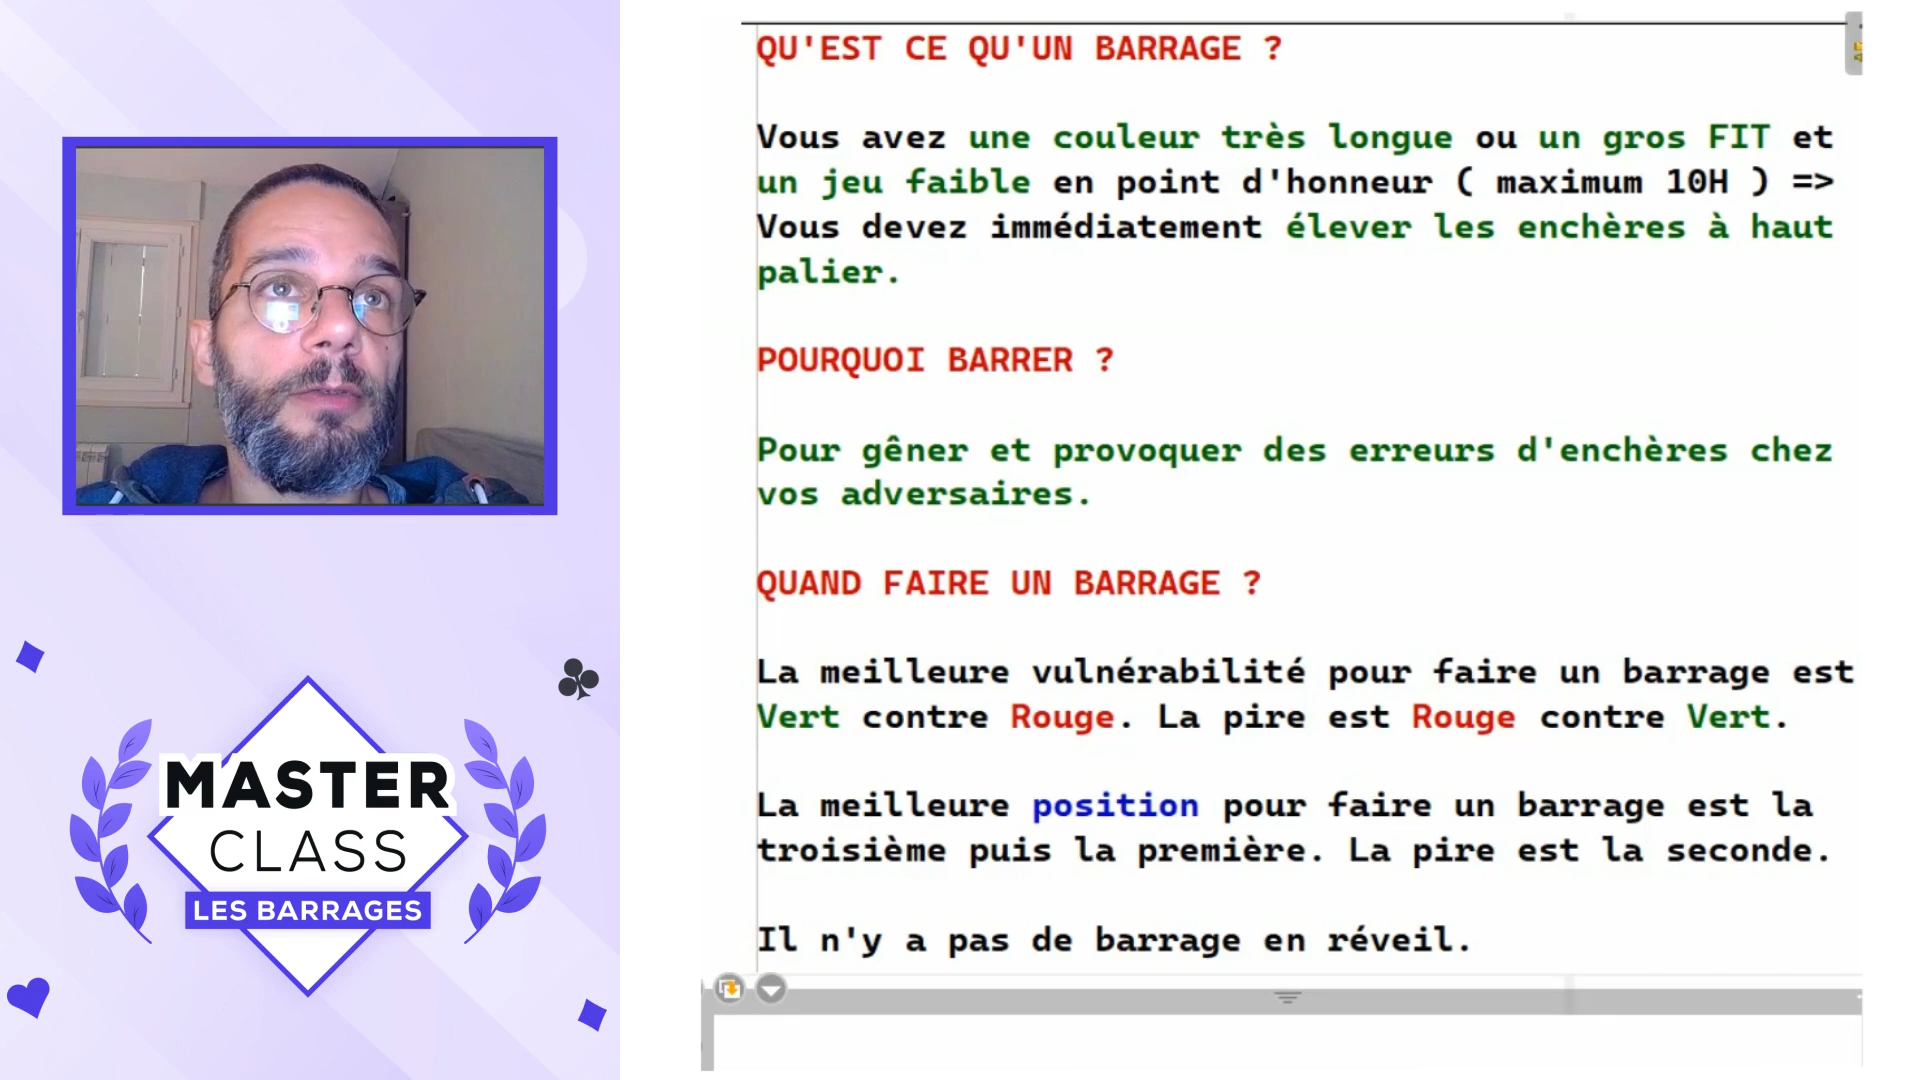 MASTER
CLASS
LES BARRAGES
QU'EST CE QU'UN BARRAGE ?
Vous avez une couleur très longue ou un gros FIT et
un jeu faible en point d'honneur ( maximum 10H ) =>
Vous devez immédiatement élever les enchères à haut
palier.
POURQUOI BARRER ?
Pour gêner et provoquer des erreurs d'enchères chez
vos adversaires.
QUAND FAIRE UN BARRAGE ?
La meilleure vulnérabilité pour faire un barrage est
Vert contre Rouge. La pire est Rouge contre Vert.
La meilleure position pour faire un barrage est la
troisième puis la première. La pire est la seconde.
Il n'y a pas de barrage en réveil.